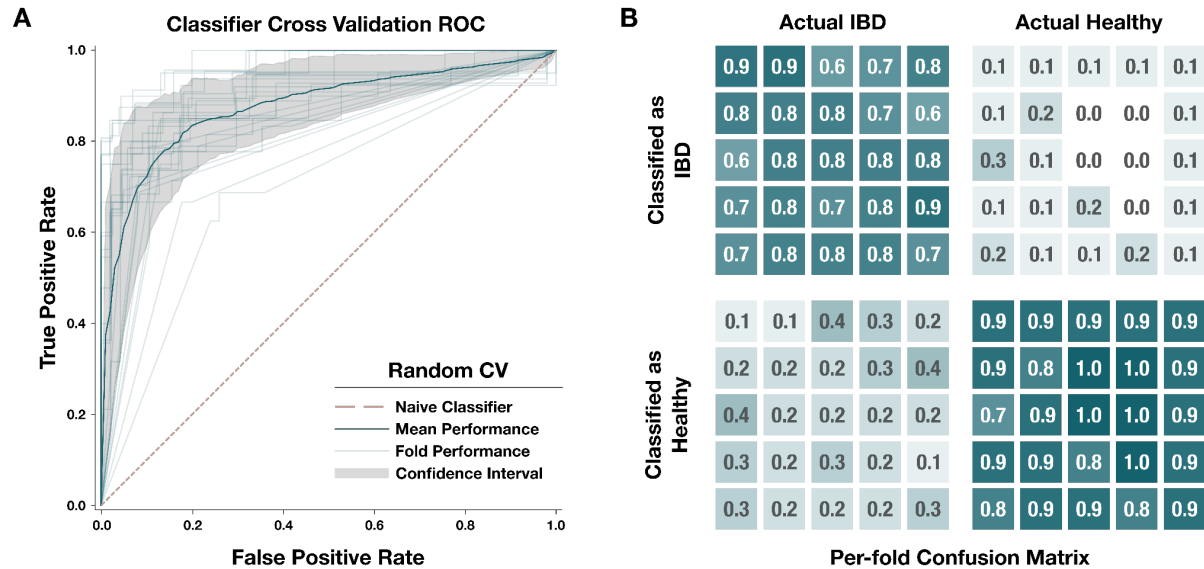 A
Classifier Cross Validation ROC
True Positive Rate
1.0
0.8
0.6
0.4
0.2
0.0
0.0 0.2 0.4 0.6 0.8 1.0
False Positive Rate
Random CV
Naive Classifier
Mean Performance
Fold Performance
Confidence Interval
B
Actual IBD Actual Healthy
Classified as
IBD
0.9 0.9 0.6 0.7 0.8 0.1 0.1 0.1 0.1 0.1
0.8 0.8 0.8 0.7 0.6 0.1 0.2 0.0 0.0 0.1
0.6 0.8 0.8 0.8 0.8 0.3 0.1 0.0 0.0 0.1
0.7 0.8 0.7 0.8 0.9 0.1 0.1 0.2 0.0 0.1
0.7 0.8 0.8 0.8 0.7 0.2 0.1 0.1 0.2 0.1
Classified as
Healthy
0.1 0.1 0.4 0.3 0.2 0.9 0.9 0.9 0.9 0.9
0.2 0.2 0.2 0.3 0.4 0.9 0.8 1.0 1.0 0.9
0.4 0.2 0.2 0.2 0.2 0.7 0.9 1.0 1.0 0.9
0.3 0.2 0.3 0.2 0.1 0.9 0.9 0.8 1.0 0.9
0.3 0.2 0.2 0.2 0.3 0.8 0.9 0.9 0.8 0.9
Per-fold Confusion Matrix